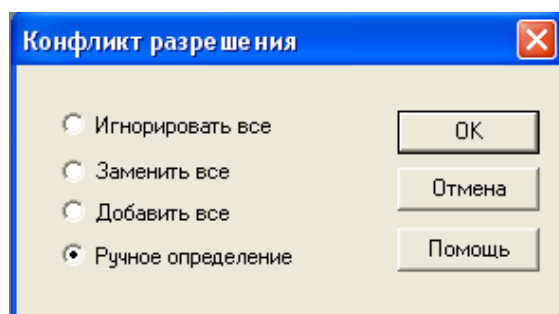 Конфликт разрешения
Игнорировать все
OK
Заменить все
Отмена
Добавить все
Ручное определение
Помощь